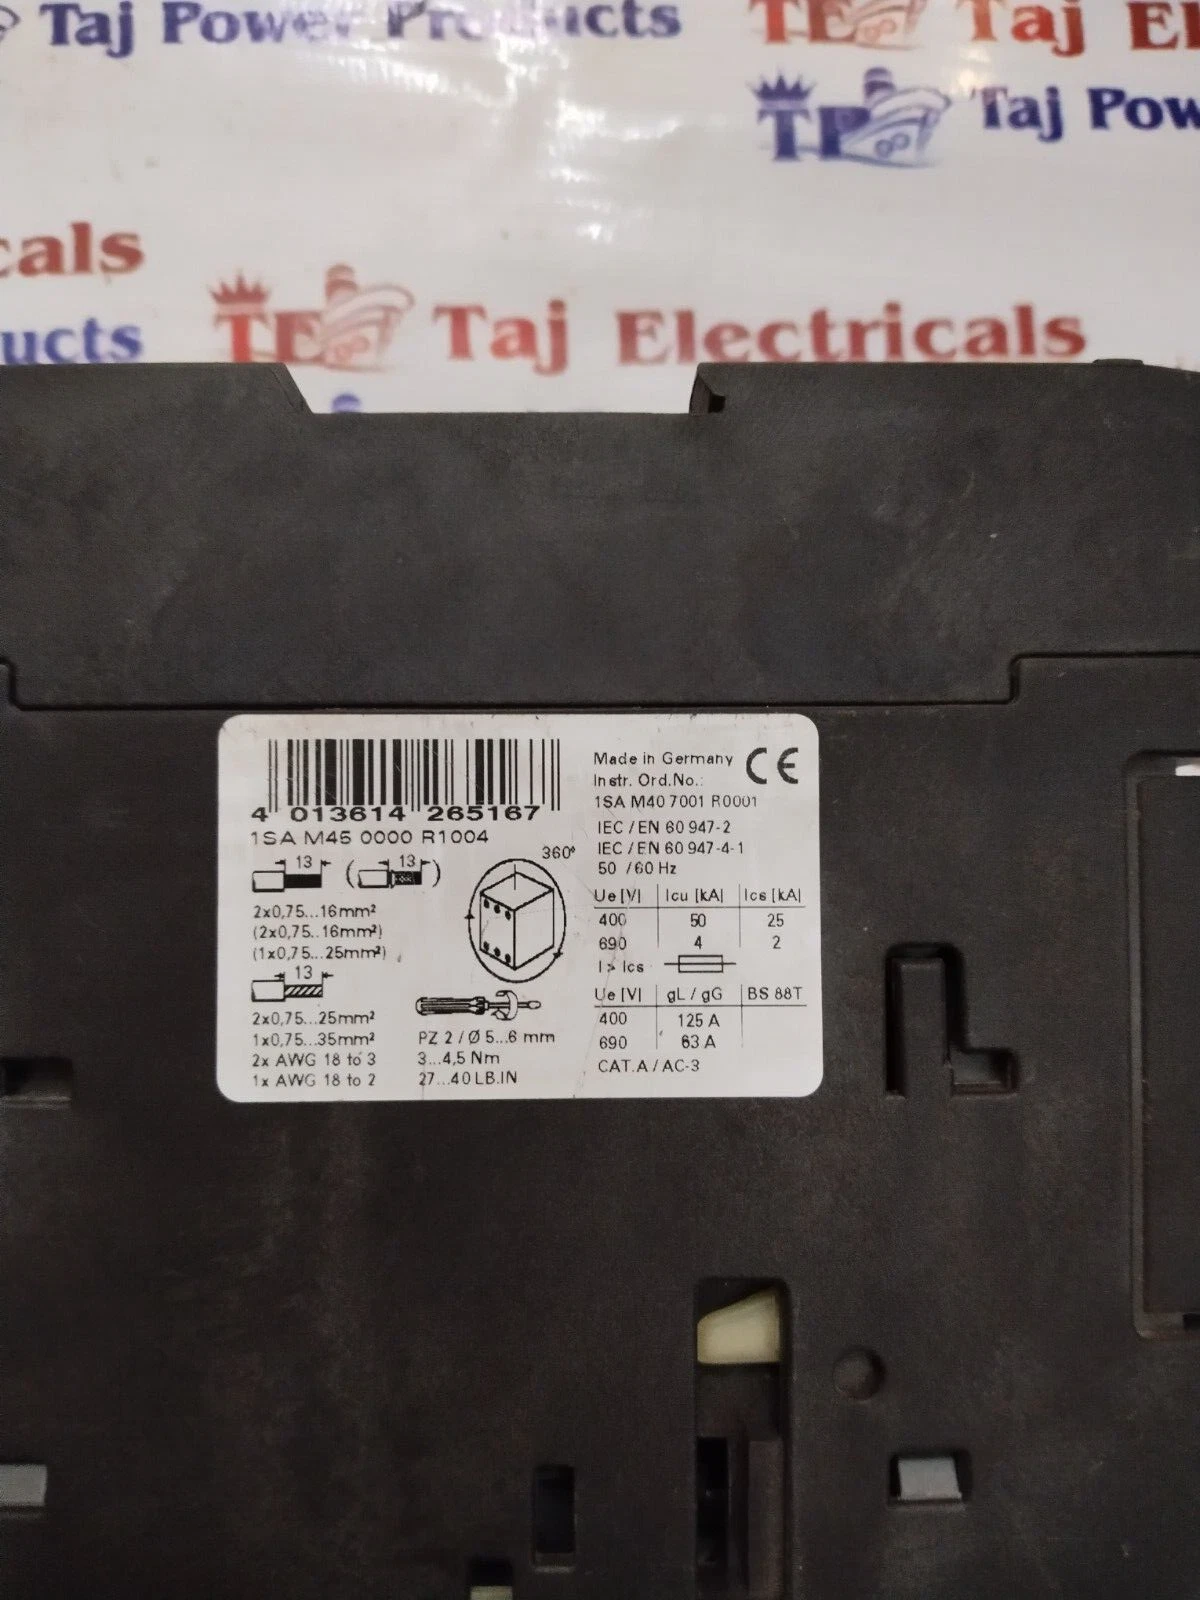 Taj Power Products
TE Taj El
TP Taj Pow
cals
TE Taj Electricals
ucts
4 013614 265167
1SA M45 0000 R1004
13 ( 13 )
360°
2x0,75...16mm²
(2x0,75...16mm²)
(1x0,75...25mm²)
13
2x0,75...25mm²
1x0,75...35mm²
2x AWG 18 to 3
1x AWG 18 to 2
PZ 2 / Ø 5...6 mm
3...4,5 Nm
27...40 LB.IN
Made in Germany CE
Instr. Ord.No.:
1SA M40 7001 R0001
IEC / EN 60 947-2
IEC / EN 60 947-4-1
50 / 60 Hz
Ue [V] Icu [kA] Ics [kA]
400 50 25
690 4 2
I > Ics
Ue [V] gL / gG BS 88T
400 125 A
690 63 A
CAT.A / AC-3